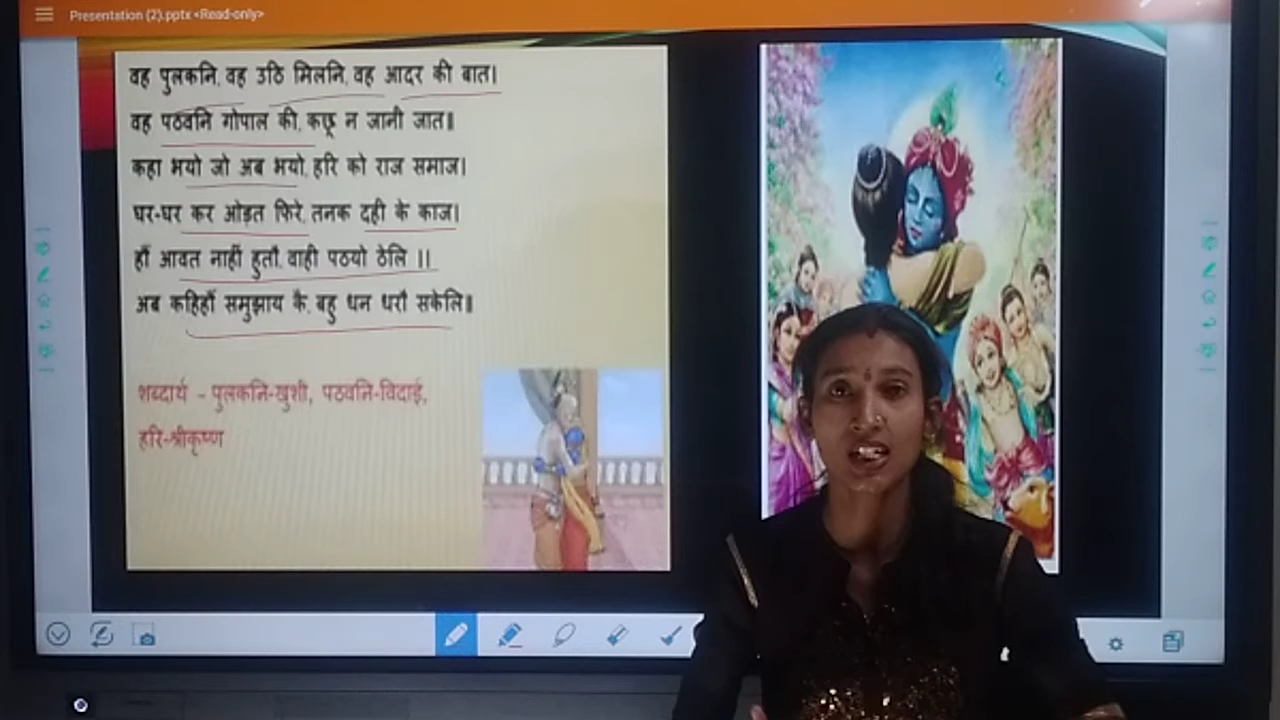 Presentation (2).pptx <Read-only>
वह पुलकनि, वह उठि मिलनि, वह आदर की बात।
वह पठवनि गोपाल की, कछू न जानी जात॥
कहा भयो जो अब भयो, हरि को राज समाज।
घर-घर कर ओड़त फिरे, तनक दही के काज।
हौं आवत नाहीं हुतौ, वाही पठयो ठेलि ।।
अब कहिहौं समुझाय कै, बहु धन धरौ सकेलि॥
शब्दार्थ - पुलकनि-खुशी, पठवनि-विदाई,
हरि-श्रीकृष्ण